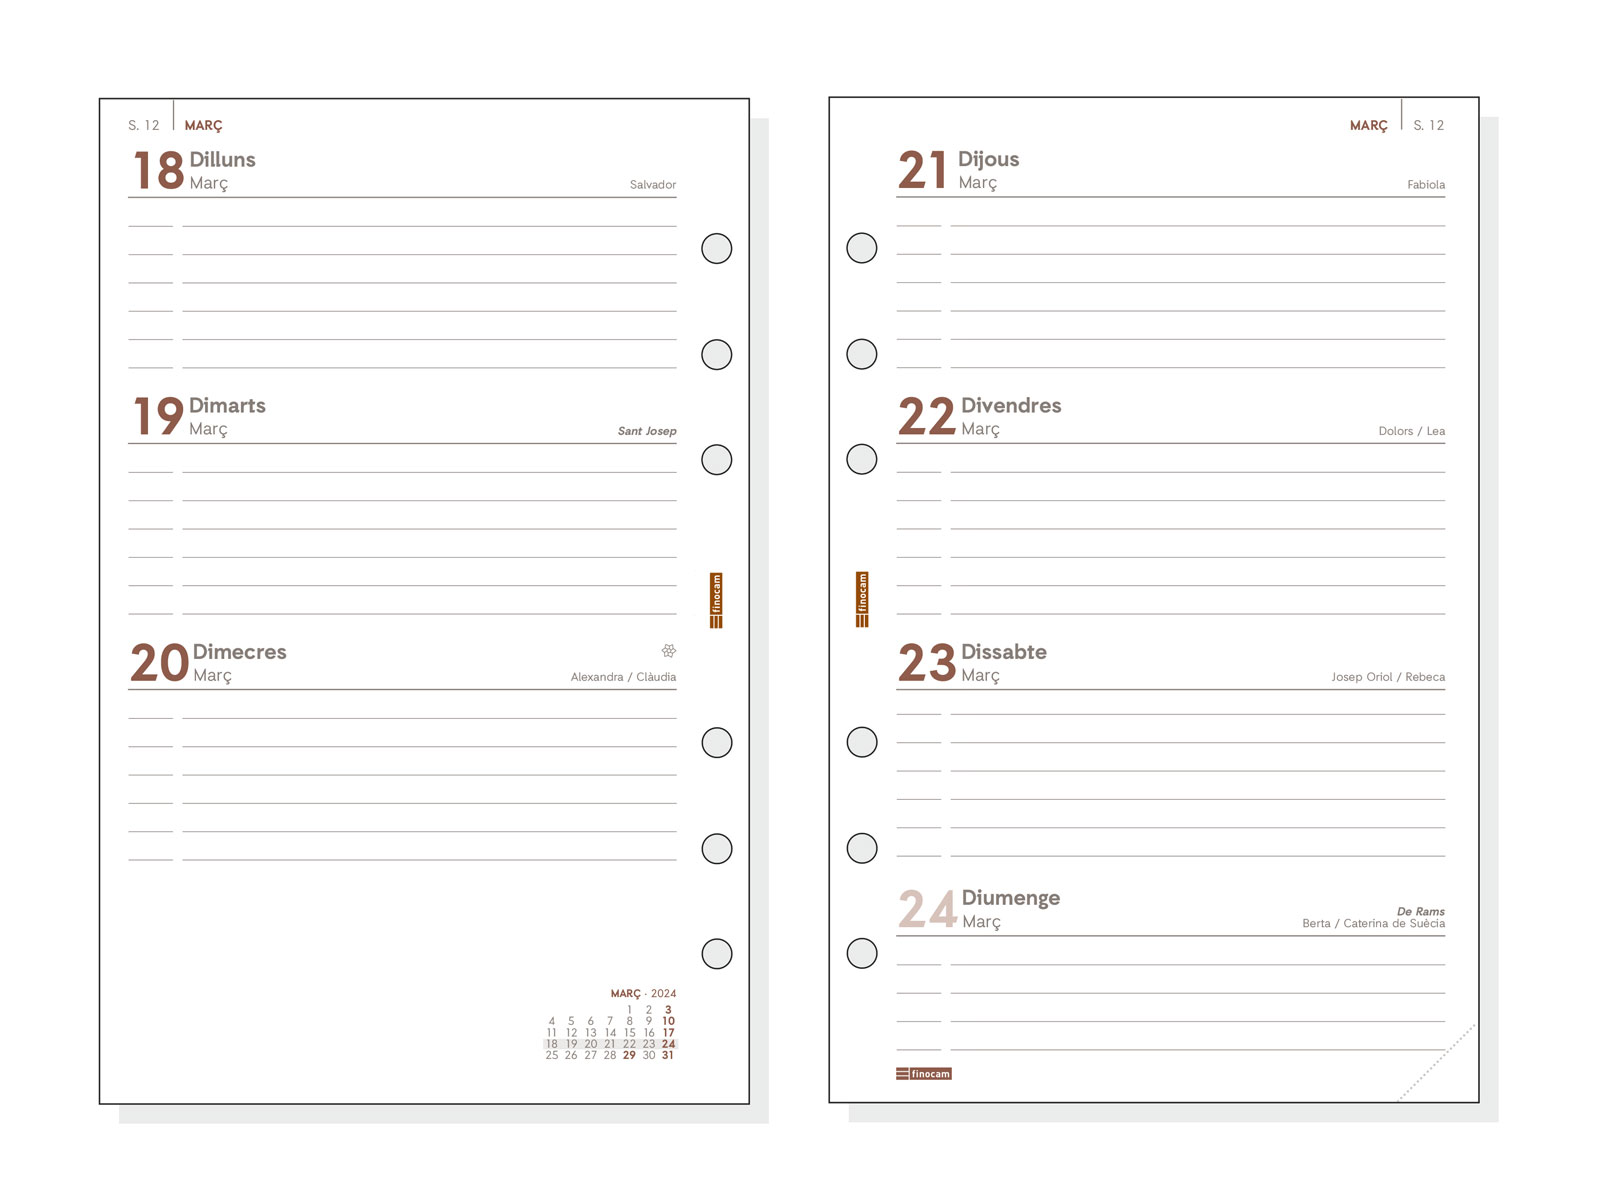 S. 12 MARÇ
18 Dilluns
Març Salvador
19 Dimarts
Març Sant Josep
20 Dimecres
Març Alexandra / Clàudia
finocam
MARÇ - 2024
1 2 3
4 5 6 7 8 9 10
11 12 13 14 15 16 17
18 19 20 21 22 23 24
25 26 27 28 29 30 31
MARÇ S. 12
21 Dijous
Març Fabiola
22 Divendres
Març Dolors / Lea
finocam
23 Dissabte
Març Josep Oriol / Rebeca
24 Diumenge
De Rams
Març Berta / Caterina de Suècia
finocam